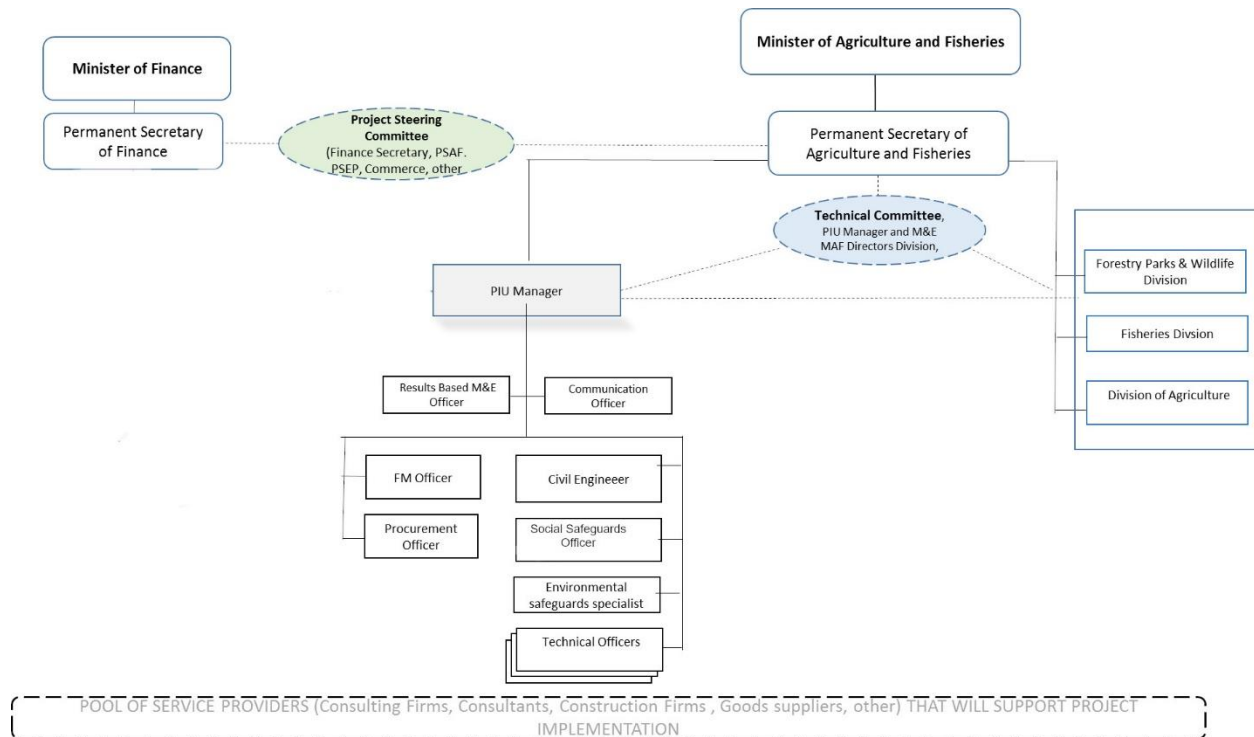 Minister of Finance
Permanent Secretary
of Finance
Project Steering
Committee
(Finance Secretary, PSAF.
PSEP, Commerce, other
Minister of Agriculture and Fisheries
Permanent Secretary of
Agriculture and Fisheries
Technical Committee,
PIU Manager and M&E
MAF Directors Division,
Forestry Parks & Wildlife
Division
Fisheries Divsion
Division of Agriculture
PIU Manager
Results Based M&E
Officer
Communication
Officer
FM Officer
Procurement
Officer
Civil Engineeer
Social Safeguards
Officer
Environmental
safeguards specialist
Technical Officers
POOL OF SERVICE PROVIDERS (Consulting Firms, Consultants, Construction Firms , Goods suppliers, other) THAT WILL SUPPORT PROJECT
IMPLEMENTATION